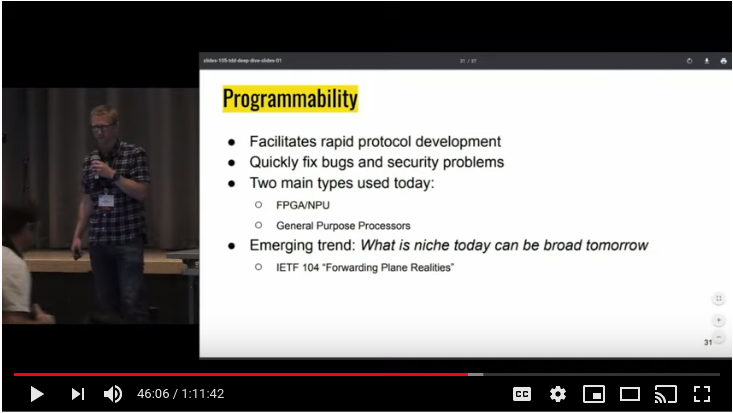 slides-105-tdd-deep-dive-slides-01
31 / 37
Programmability
● Facilitates rapid protocol development
● Quickly fix bugs and security problems
● Two main types used today:
○ FPGA/NPU
○ General Purpose Processors
● Emerging trend: What is niche today can be broad tomorrow
○ IETF 104 "Forwarding Plane Realities"
31
46:06 / 1:11:42
CC